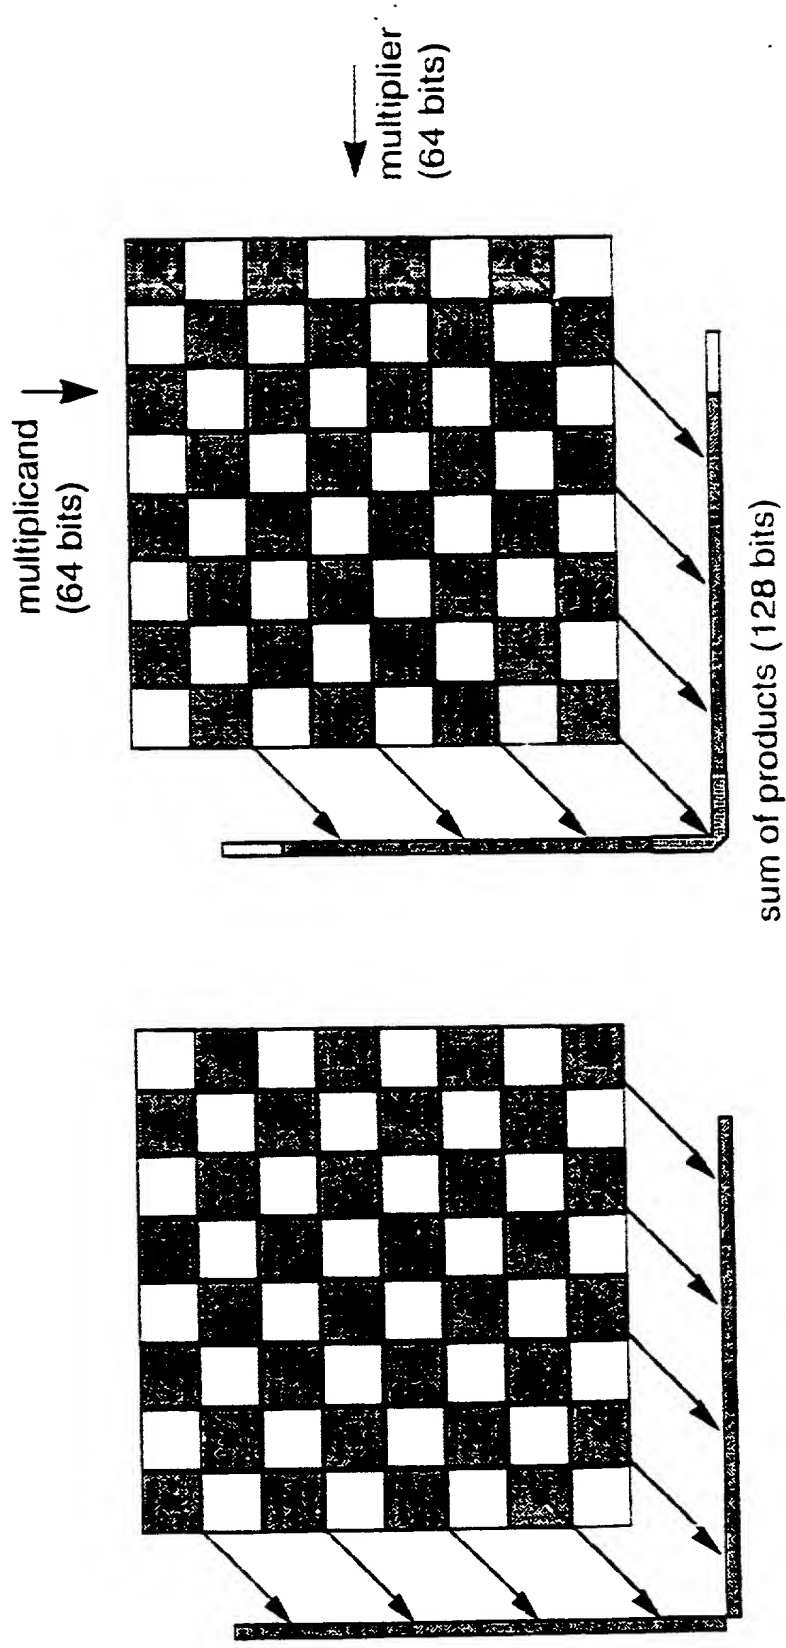 multiplicand
(64 bits)
multiplier
(64 bits)
sum of products (128 bits)